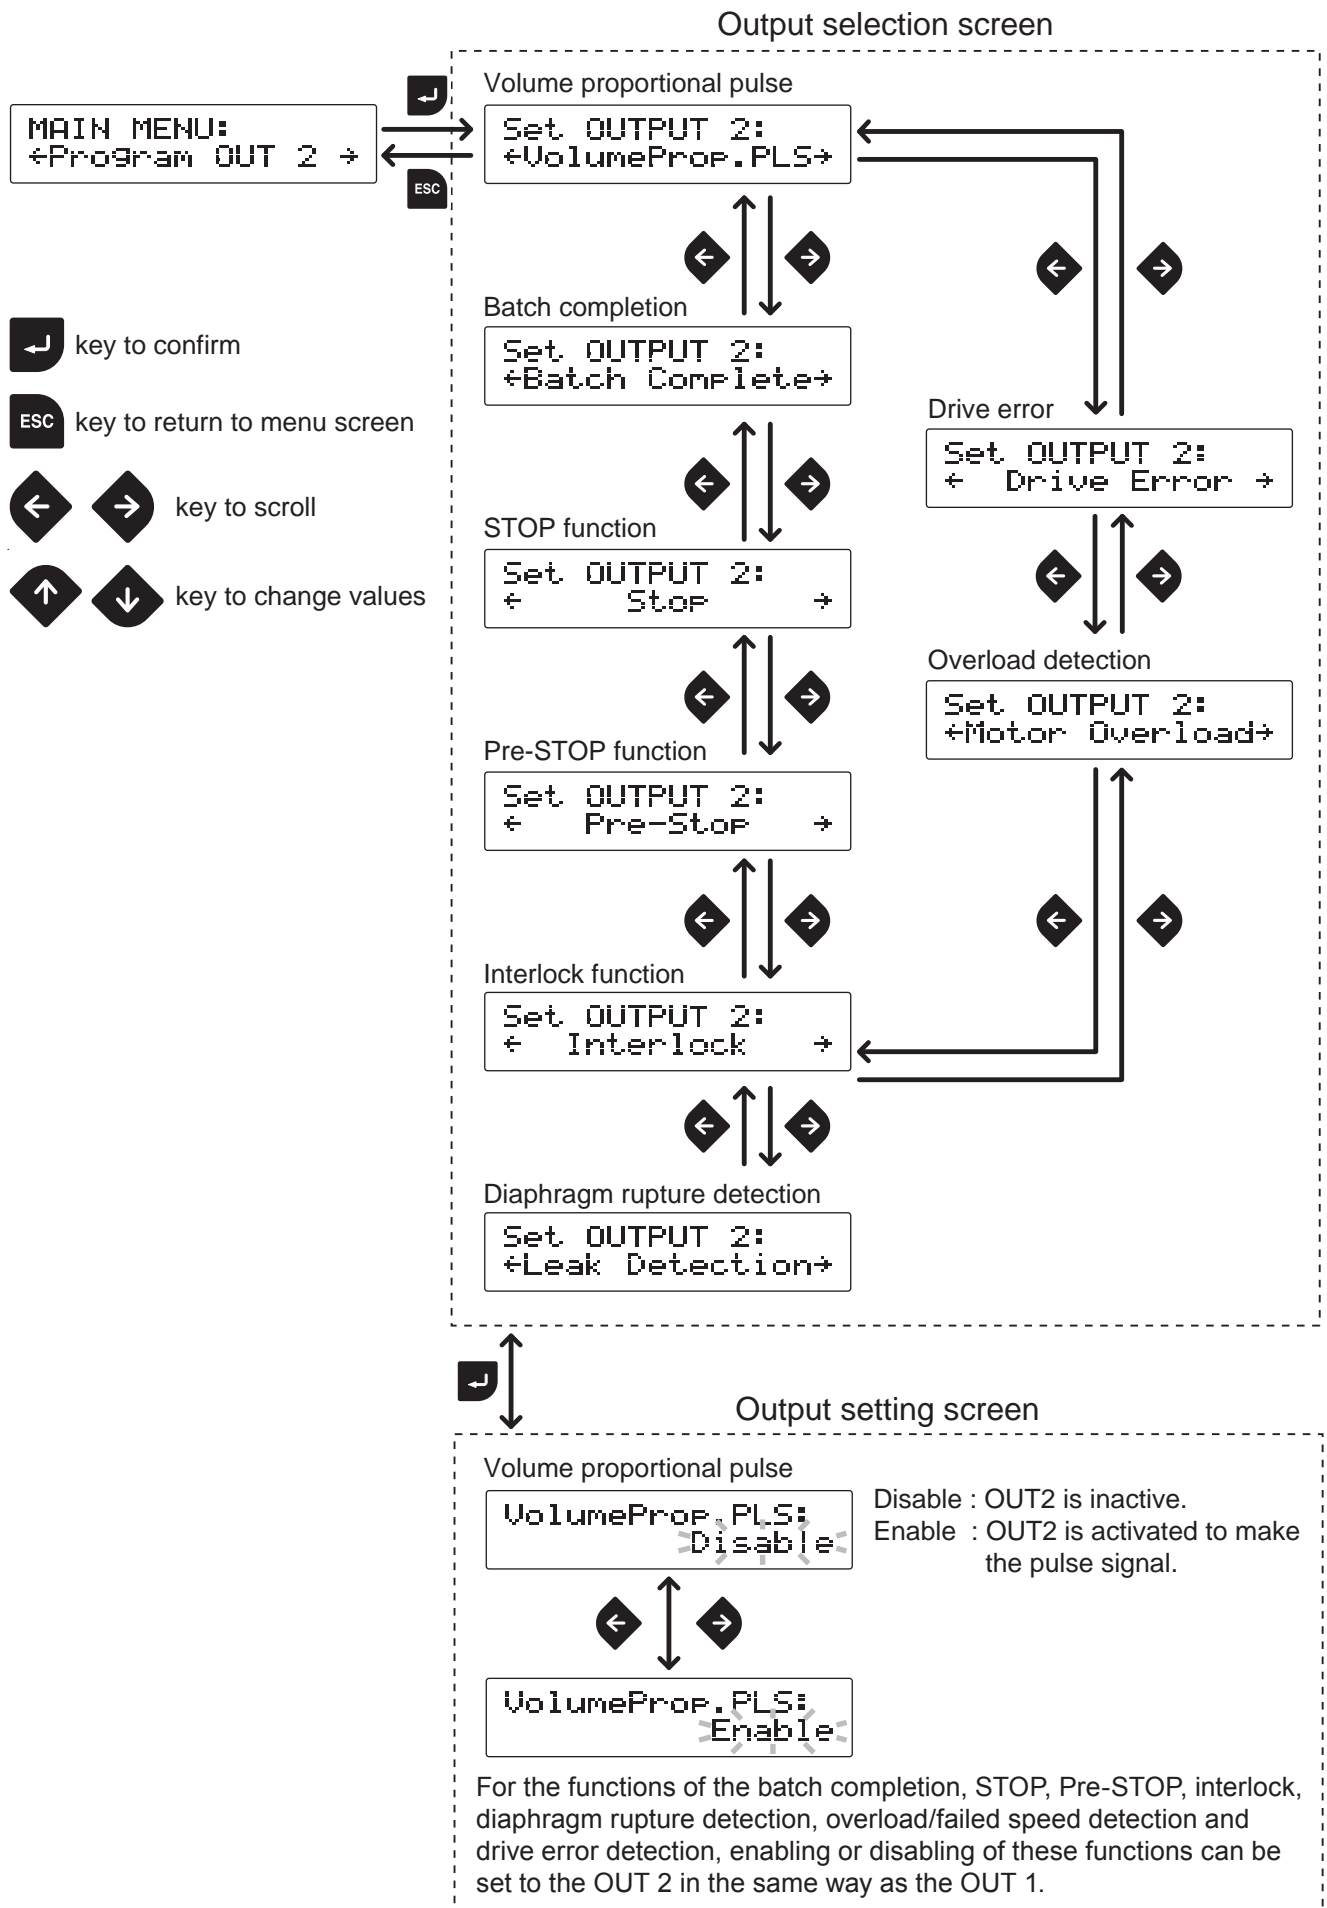 Output selection screen
Volume proportional pulse
MAIN MENU:
←Program OUT 2 →
ESC
Set OUTPUT 2:
←VolumeProp.PLS→
Batch completion
Set OUTPUT 2:
←Batch Complete→
key to confirm
ESC key to return to menu screen
← → key to scroll
↑ ↓ key to change values
STOP function
Set OUTPUT 2:
← Stop →
Pre-STOP function
Set OUTPUT 2:
← Pre-Stop →
Interlock function
Set OUTPUT 2:
← Interlock →
Diaphragm rupture detection
Set OUTPUT 2:
←Leak Detection→
Drive error
Set OUTPUT 2:
← Drive Error →
Overload detection
Set OUTPUT 2:
←Motor Overload→
Output setting screen
Volume proportional pulse
VolumeProp.PLS:
Disable
Disable : OUT2 is inactive.
Enable : OUT2 is activated to make
the pulse signal.
VolumeProp.PLS:
Enable
For the functions of the batch completion, STOP, Pre-STOP, interlock,
diaphragm rupture detection, overload/failed speed detection and
drive error detection, enabling or disabling of these functions can be
set to the OUT 2 in the same way as the OUT 1.